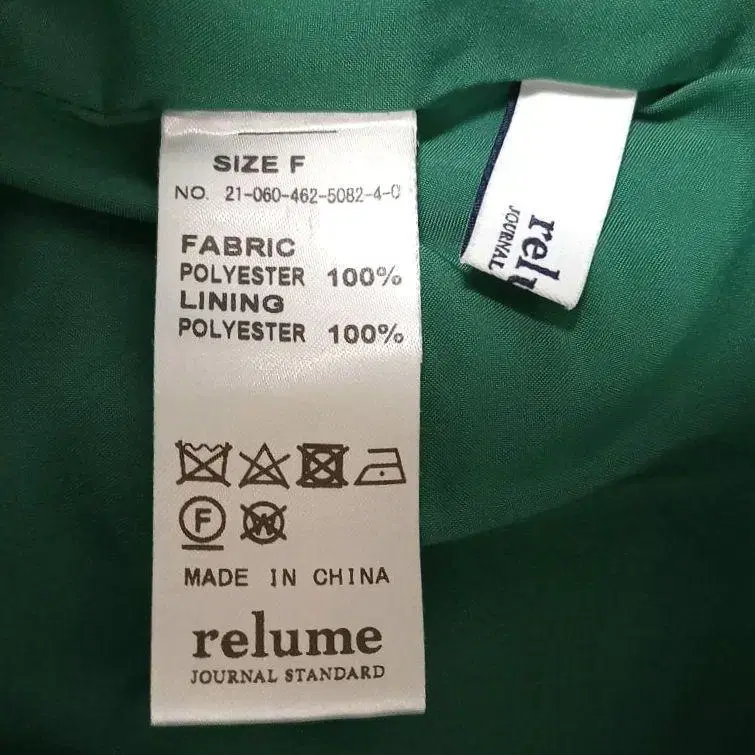 SIZE F
NO. 21-060-462-5082-4-0
FABRIC
POLYESTER 100%
LINING
POLYESTER 100%
F
W
MADE IN CHINA
relume
JOURNAL STANDARD
relu
JOURNAL